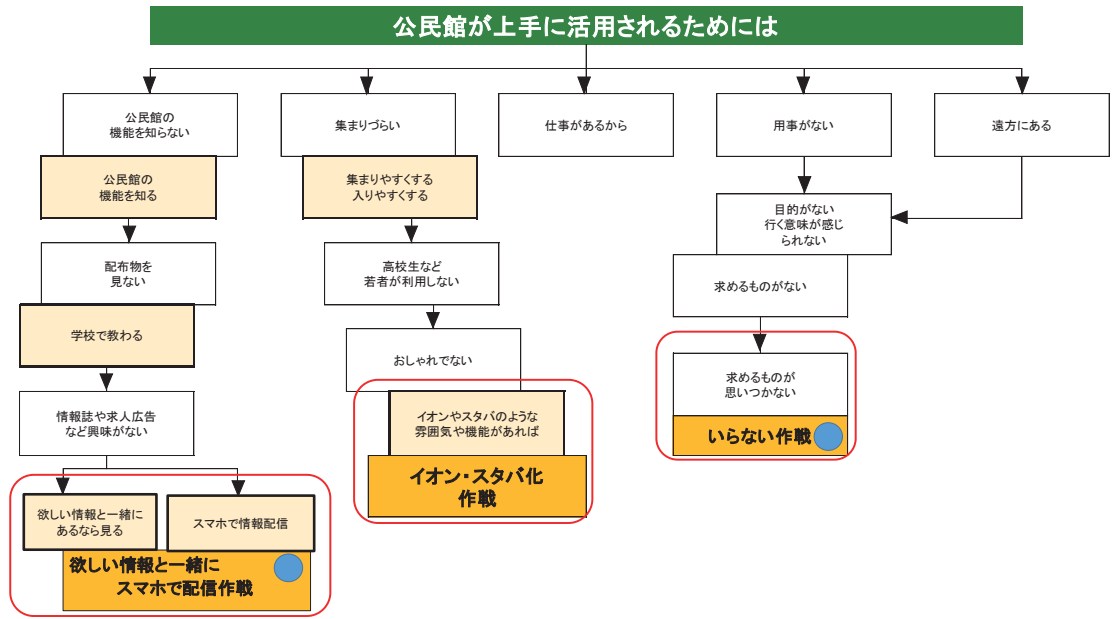 公民館が上手に活用されるためには
公民館の
機能を知らない
集まりづらい
仕事があるから
用事がない
遠方にある
公民館の
機能を知る
集まりやすくする
入りやすくする
目的がない
行く意味が感じ
られない
配布物を
見ない
高校生など
若者が利用しない
求めるものがない
学校で教わる
おしゃれでない
求めるものが
思いつかない
情報誌や求人広告
など興味がない
イオンやスタバのような
雰囲気や機能があれば
いらない作戦
イオン・スタバ化
作戦
欲しい情報と一緒に
あるなら見る
スマホで情報配信
欲しい情報と一緒に
スマホで配信作戦